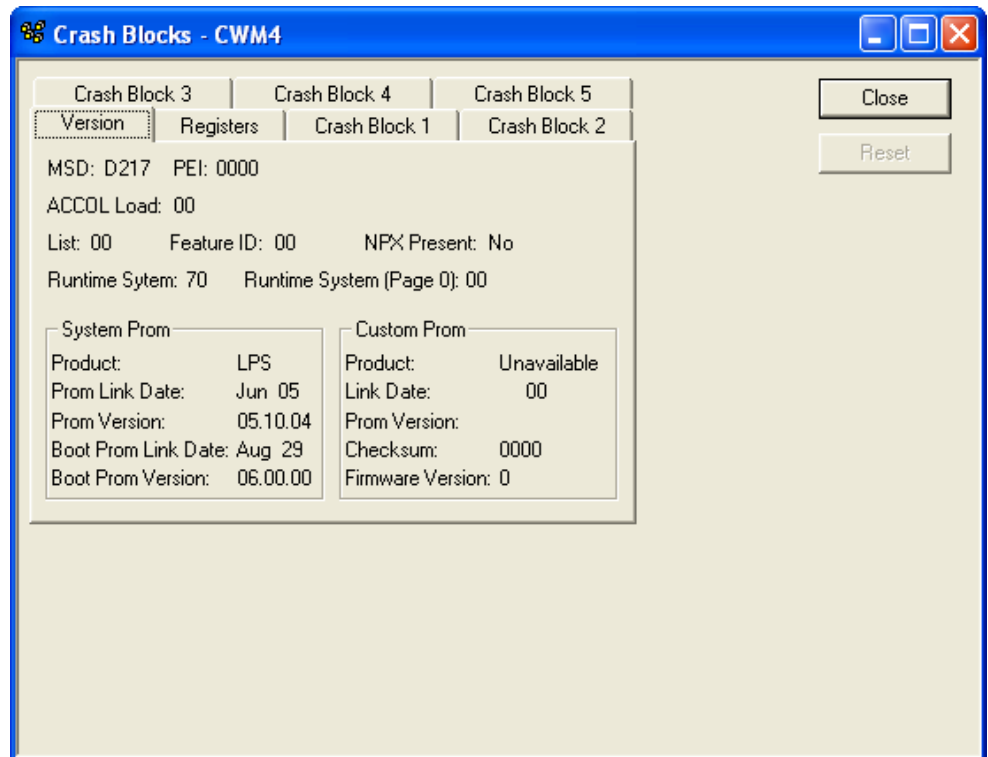 Crash Blocks - CWM4
Crash Block 3 Crash Block 4 Crash Block 5
Close
Version Registers Crash Block 1 Crash Block 2
Reset
MSD: D217 PEI: 0000
ACCOL Load: 00
List: 00 Feature ID: 00 NPX Present: No
Runtime Sytem: 70 Runtime System (Page 0): 00
System Prom
Product: LPS
Prom Link Date: Jun 05
Prom Version: 05.10.04
Boot Prom Link Date: Aug 29
Boot Prom Version: 06.00.00
Custom Prom
Product: Unavailable
Link Date: 00
Prom Version:
Checksum: 0000
Firmware Version: 0